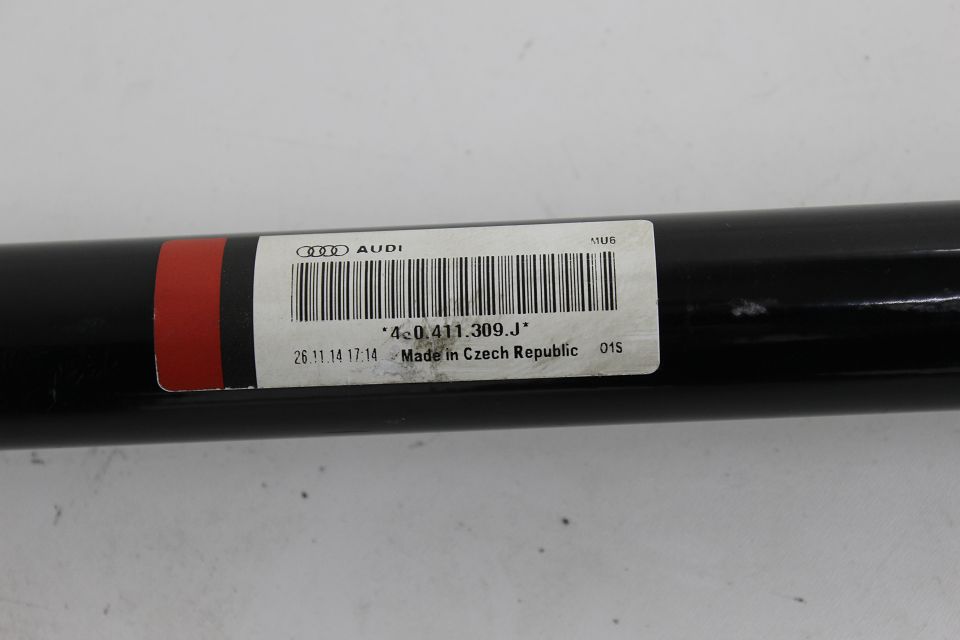 AUDI MU6
*4G0.411.309.J*
26.11.14 17:14 Made in Czech Republic 01S